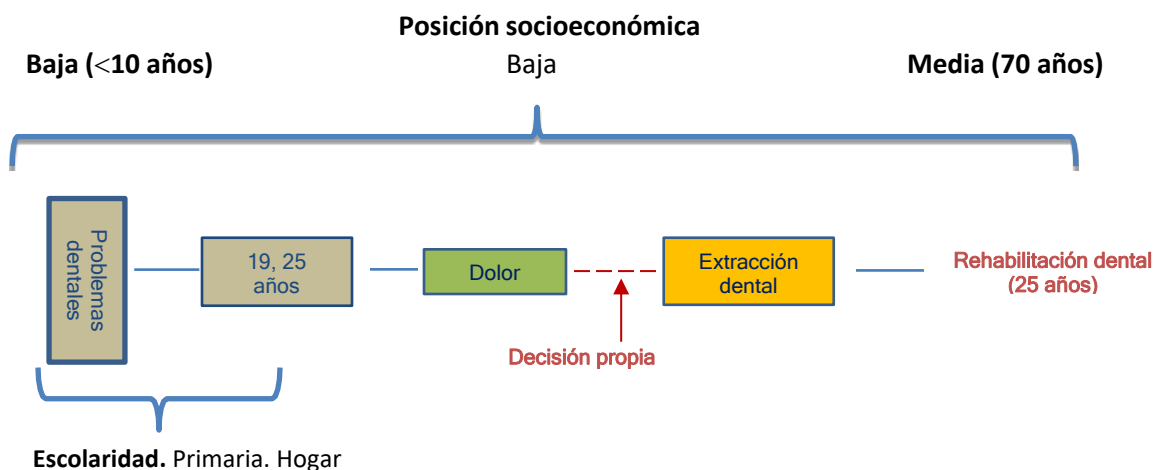 Posición socioeconómica
Baja (<10 años)
Baja
Media (70 años)
Problemas
dentales
19, 25
años
Dolor
Extracción
dental
Rehabilitación dental
(25 años)
Decisión propia
Escolaridad. Primaria. Hogar